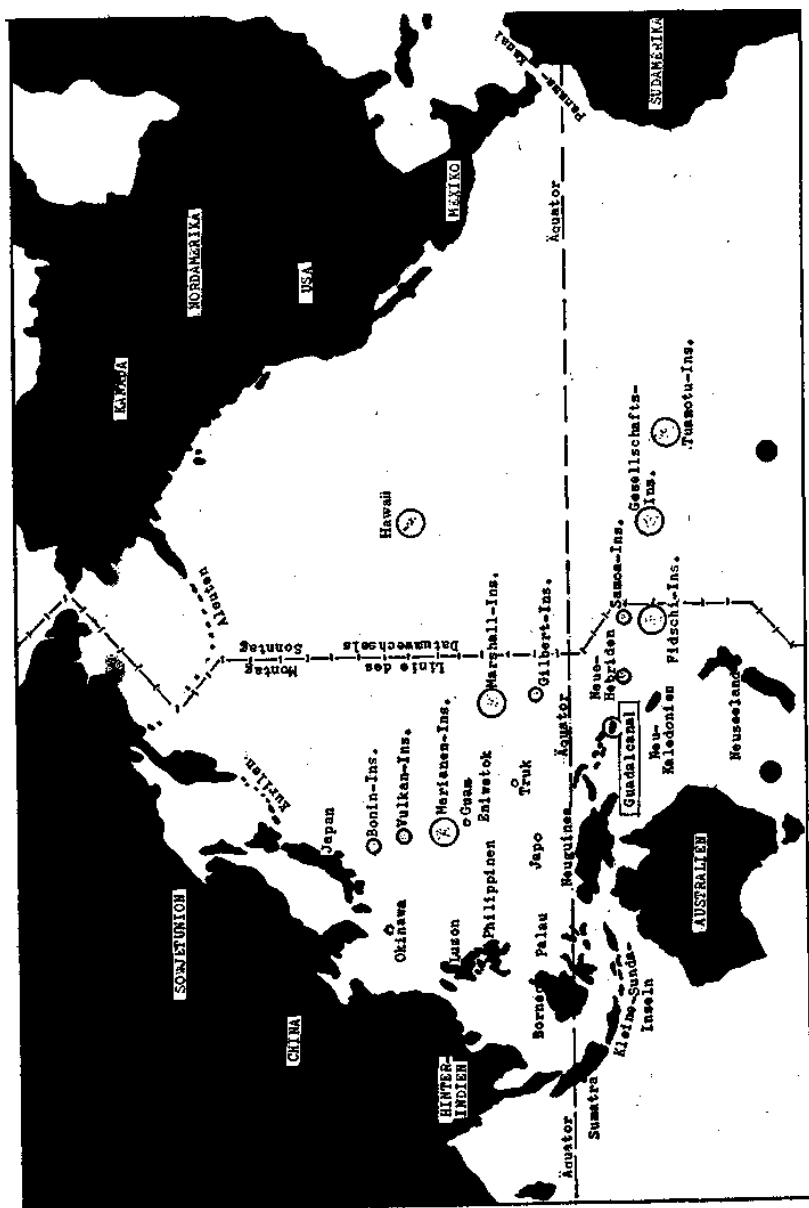 SOWJETUNION
CHINA
HINTER-
INDIEN
KANADA
NORDAMERIKA
USA
MEXIKO
Panama-Kanal
SÜDAMERIKA
Alëuten
Kurilen
Japan
Okinawa
Bonin-Ins.
Vulkan-Ins.
Marianen-Ins.
Guam
Eniwetok
Truk
Luzon
Philippinen
Palau
Japo
Borneo
Sumatra
Kleine-Sunda-
Inseln
Neuguinea
Äquator
Äquator
Äquator
Montag
Sonntag
Linie des
Datumwechsels
Hawaii
Marshall-Ins.
Gilbert-Ins.
Samoa-Ins.
Gesellschafts-
Ins.
Tuamotu-Ins.
Fidschi-Ins.
Neue-
Hebriden
Guadalcanal
Neu-
Kaledonien
Neuseeland
AUSTRALIEN